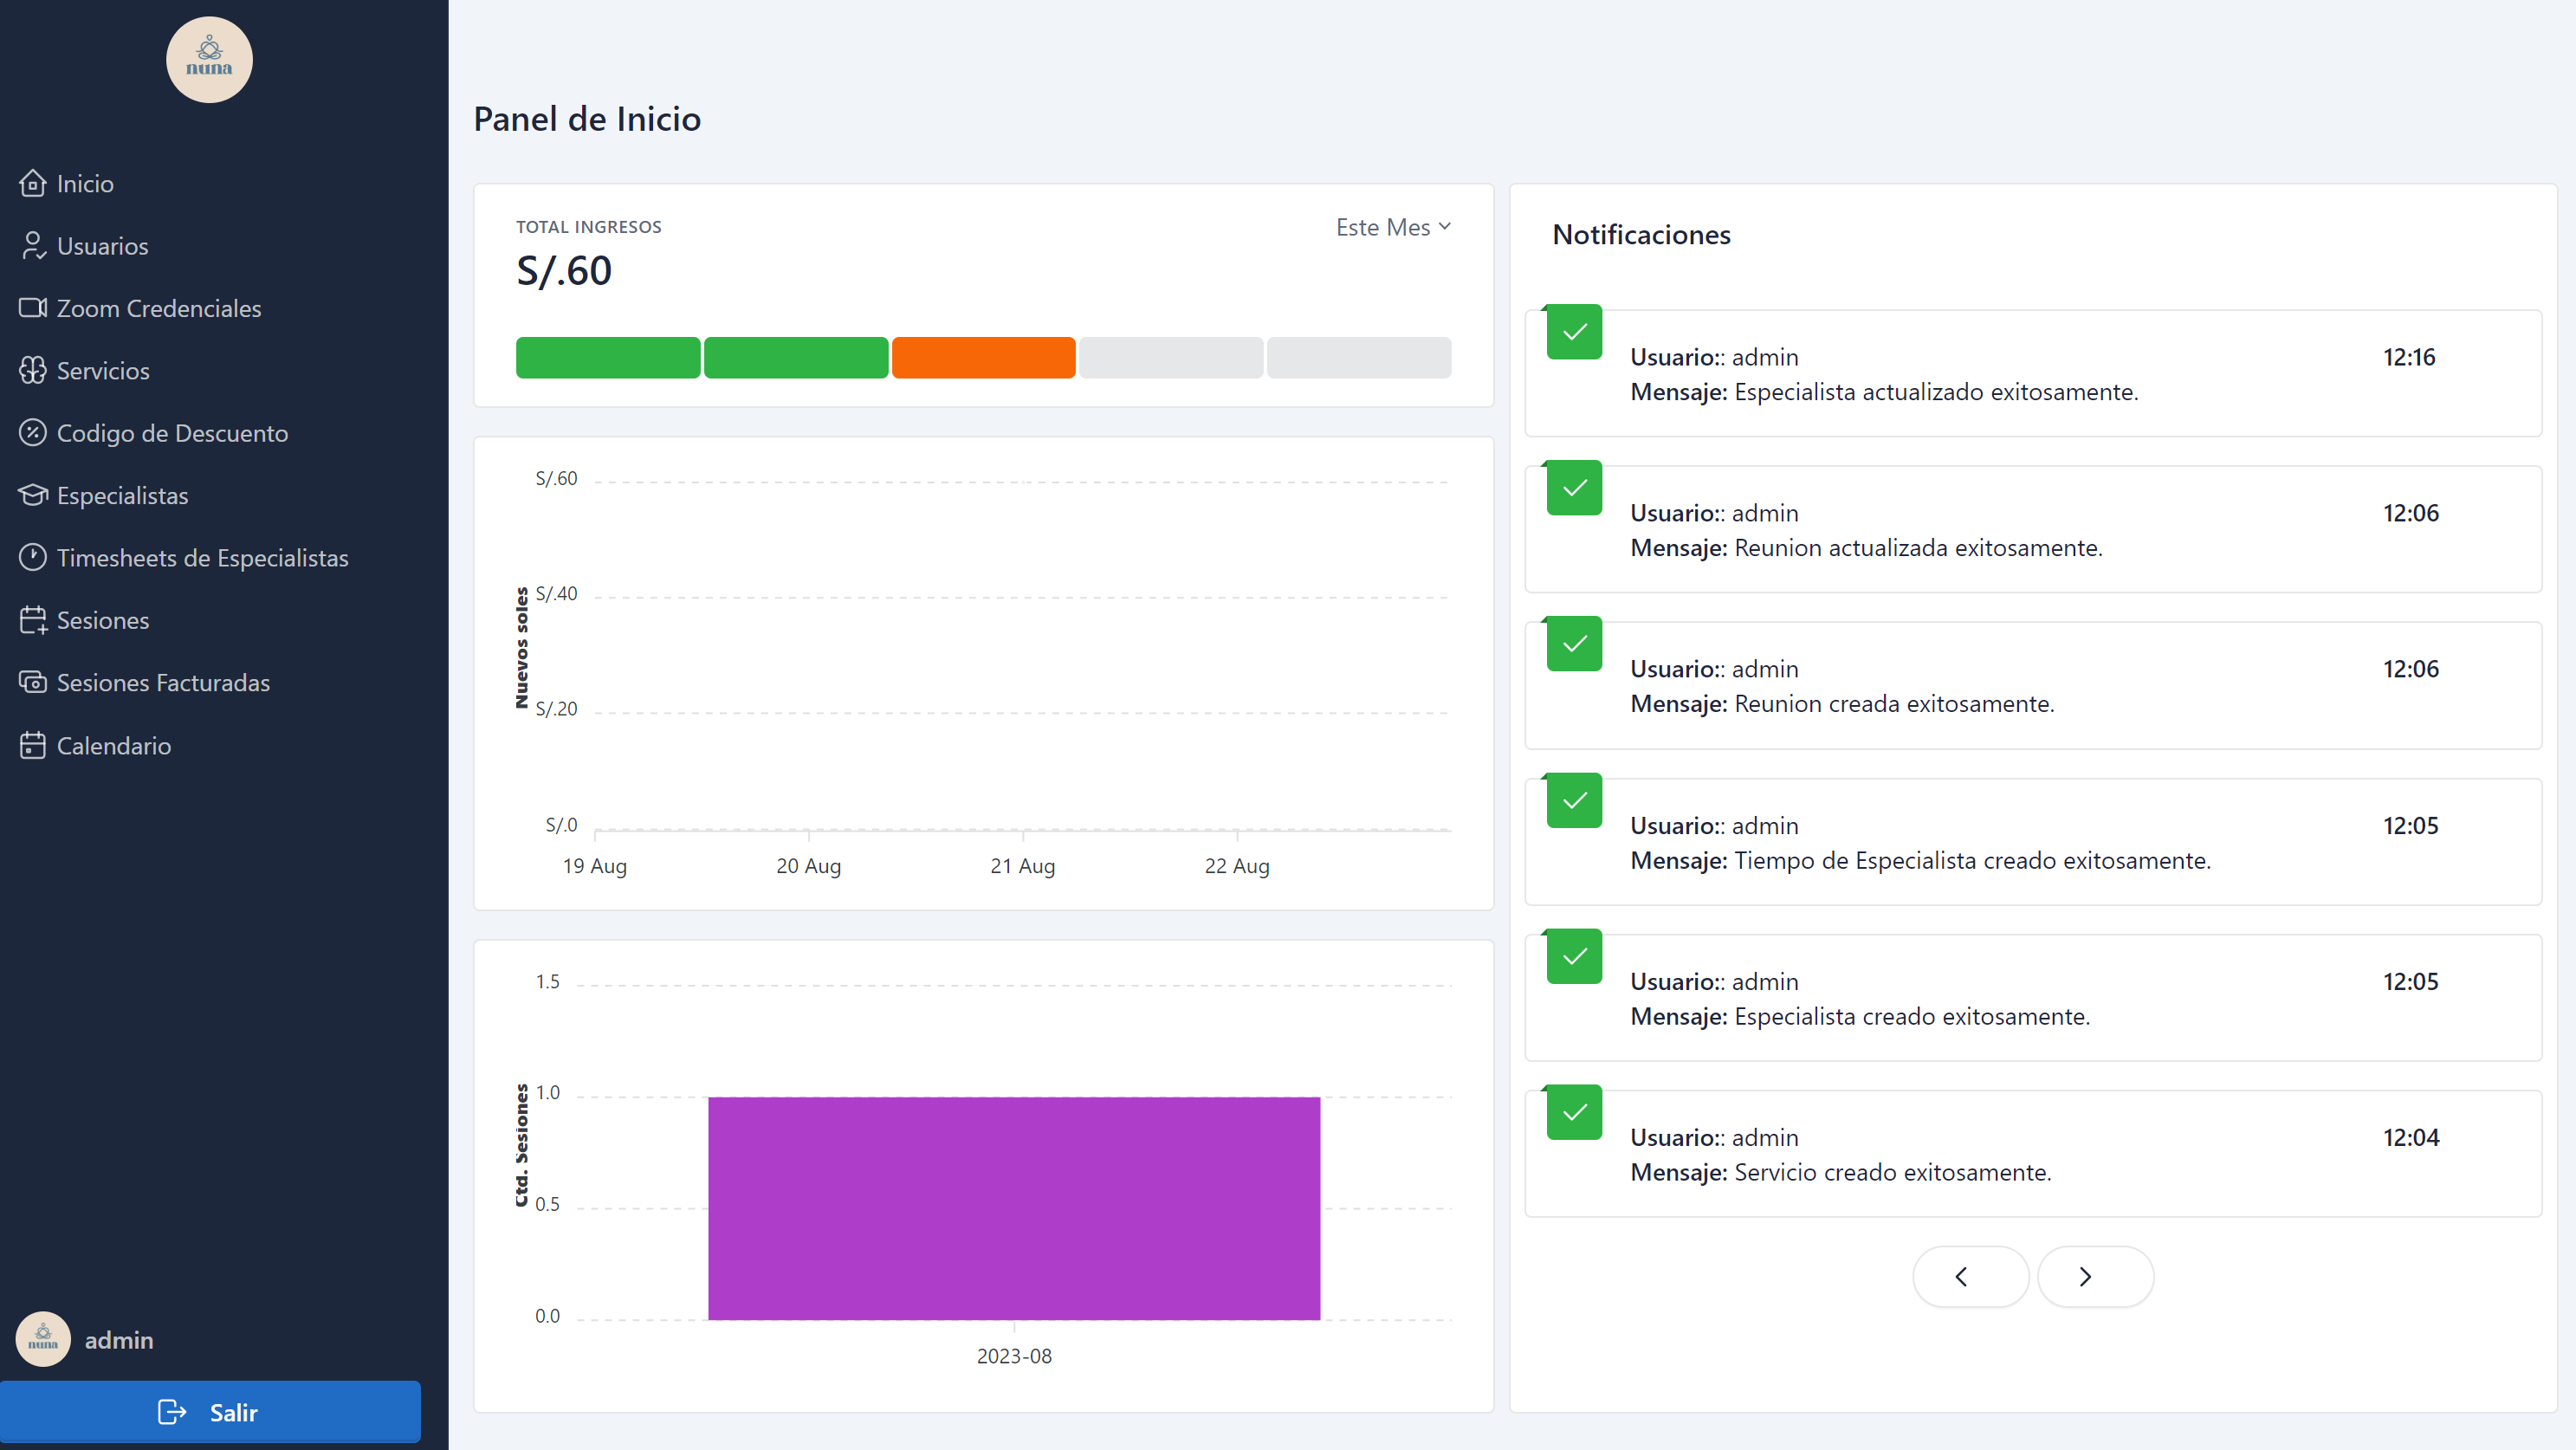 nuna
Inicio
Usuarios
Zoom Credenciales
Servicios
Codigo de Descuento
Especialistas
Timesheets de Especialistas
Sesiones
Sesiones Facturadas
Calendario
nuna
admin
Salir
Panel de Inicio
TOTAL INGRESOS
Este Mes
S/.60
Nuevos soles
S/.60
S/.40
S/.20
S/.0
19 Aug
20 Aug
21 Aug
22 Aug
Ctd. Sesiones
1.5
1.0
0.5
0.0
2023-08
Notificaciones
Usuario:: admin
12:16
Mensaje: Especialista actualizado exitosamente.
Usuario:: admin
12:06
Mensaje: Reunion actualizada exitosamente.
Usuario:: admin
12:06
Mensaje: Reunion creada exitosamente.
Usuario:: admin
12:05
Mensaje: Tiempo de Especialista creado exitosamente.
Usuario:: admin
12:05
Mensaje: Especialista creado exitosamente.
Usuario:: admin
12:04
Mensaje: Servicio creado exitosamente.